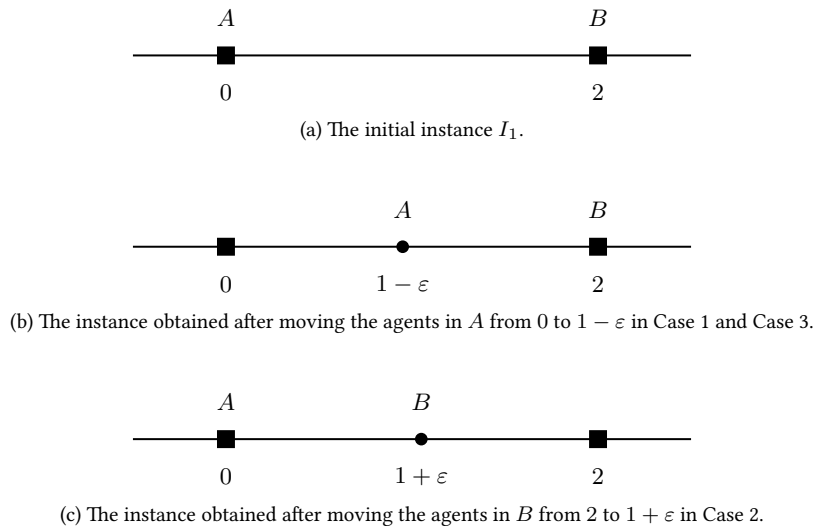 A B
0 2
(a) The initial instance I₁.
A B
0 1 − ε 2
(b) The instance obtained after moving the agents in A from 0 to 1 − ε in Case 1 and Case 3.
A B
0 1 + ε 2
(c) The instance obtained after moving the agents in B from 2 to 1 + ε in Case 2.